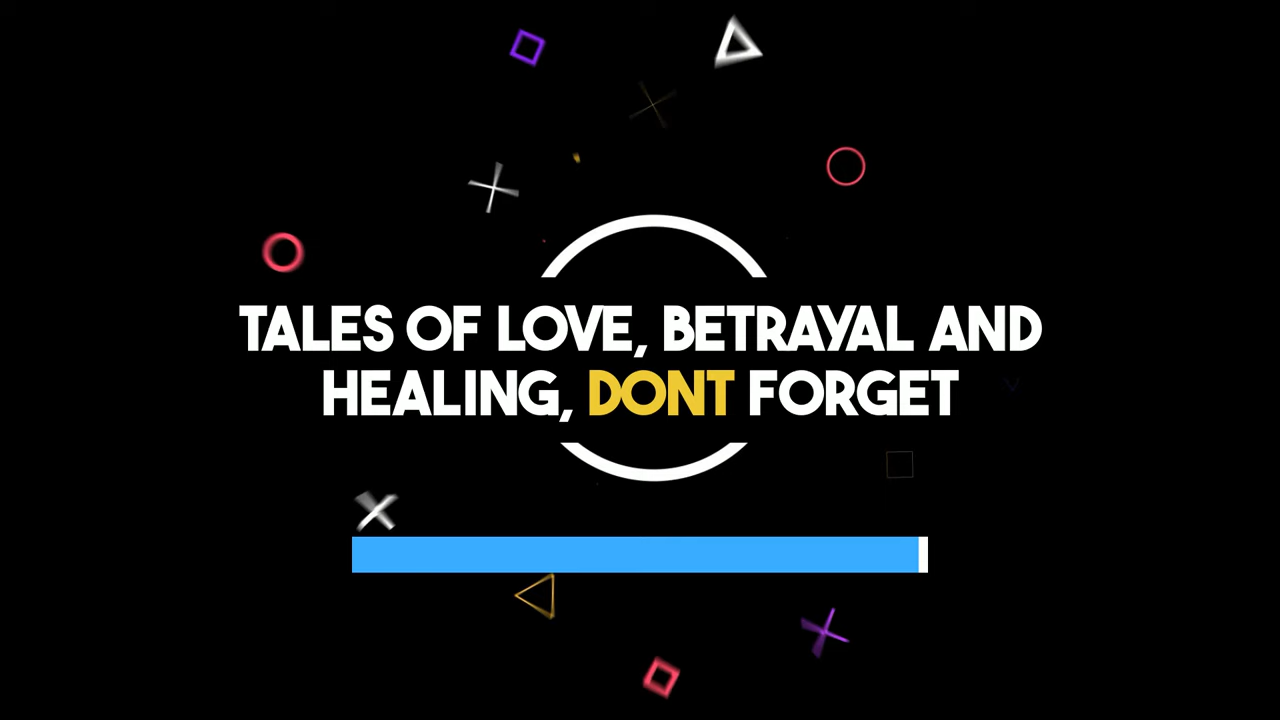 TALES OF LOVE, BETRAYAL AND
HEALING, DONT FORGET